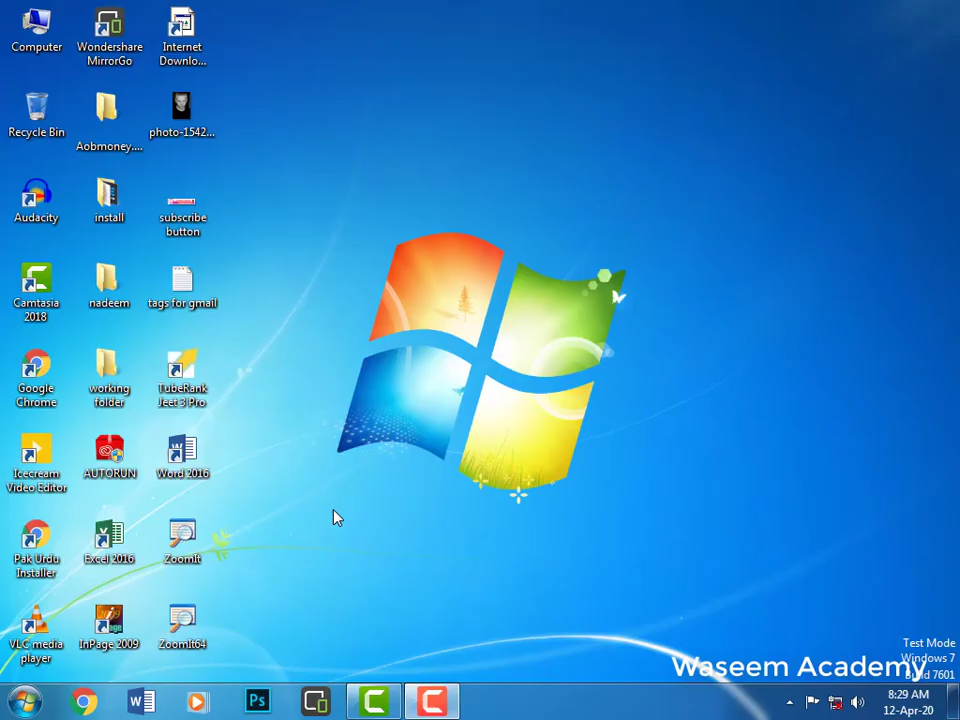 Computer
Wondershare
MirrorGo
Internet
Downlo...
Recycle Bin
Aobmoney....
photo-1542...
Audacity
install
subscribe
button
Camtasia
2018
nadeem
tags for gmail
Google
Chrome
working
folder
TubeRank
Jeet 3 Pro
Icecream
Video Editor
AUTORUN
Word 2016
Pak Urdu
Installer
Excel 2016
ZoomIt
VLC media
player
InPage 2009
ZoomIt64
Test Mode
Windows 7
Build 7601
Waseem Academy
Ps
8:29 AM
12-Apr-20